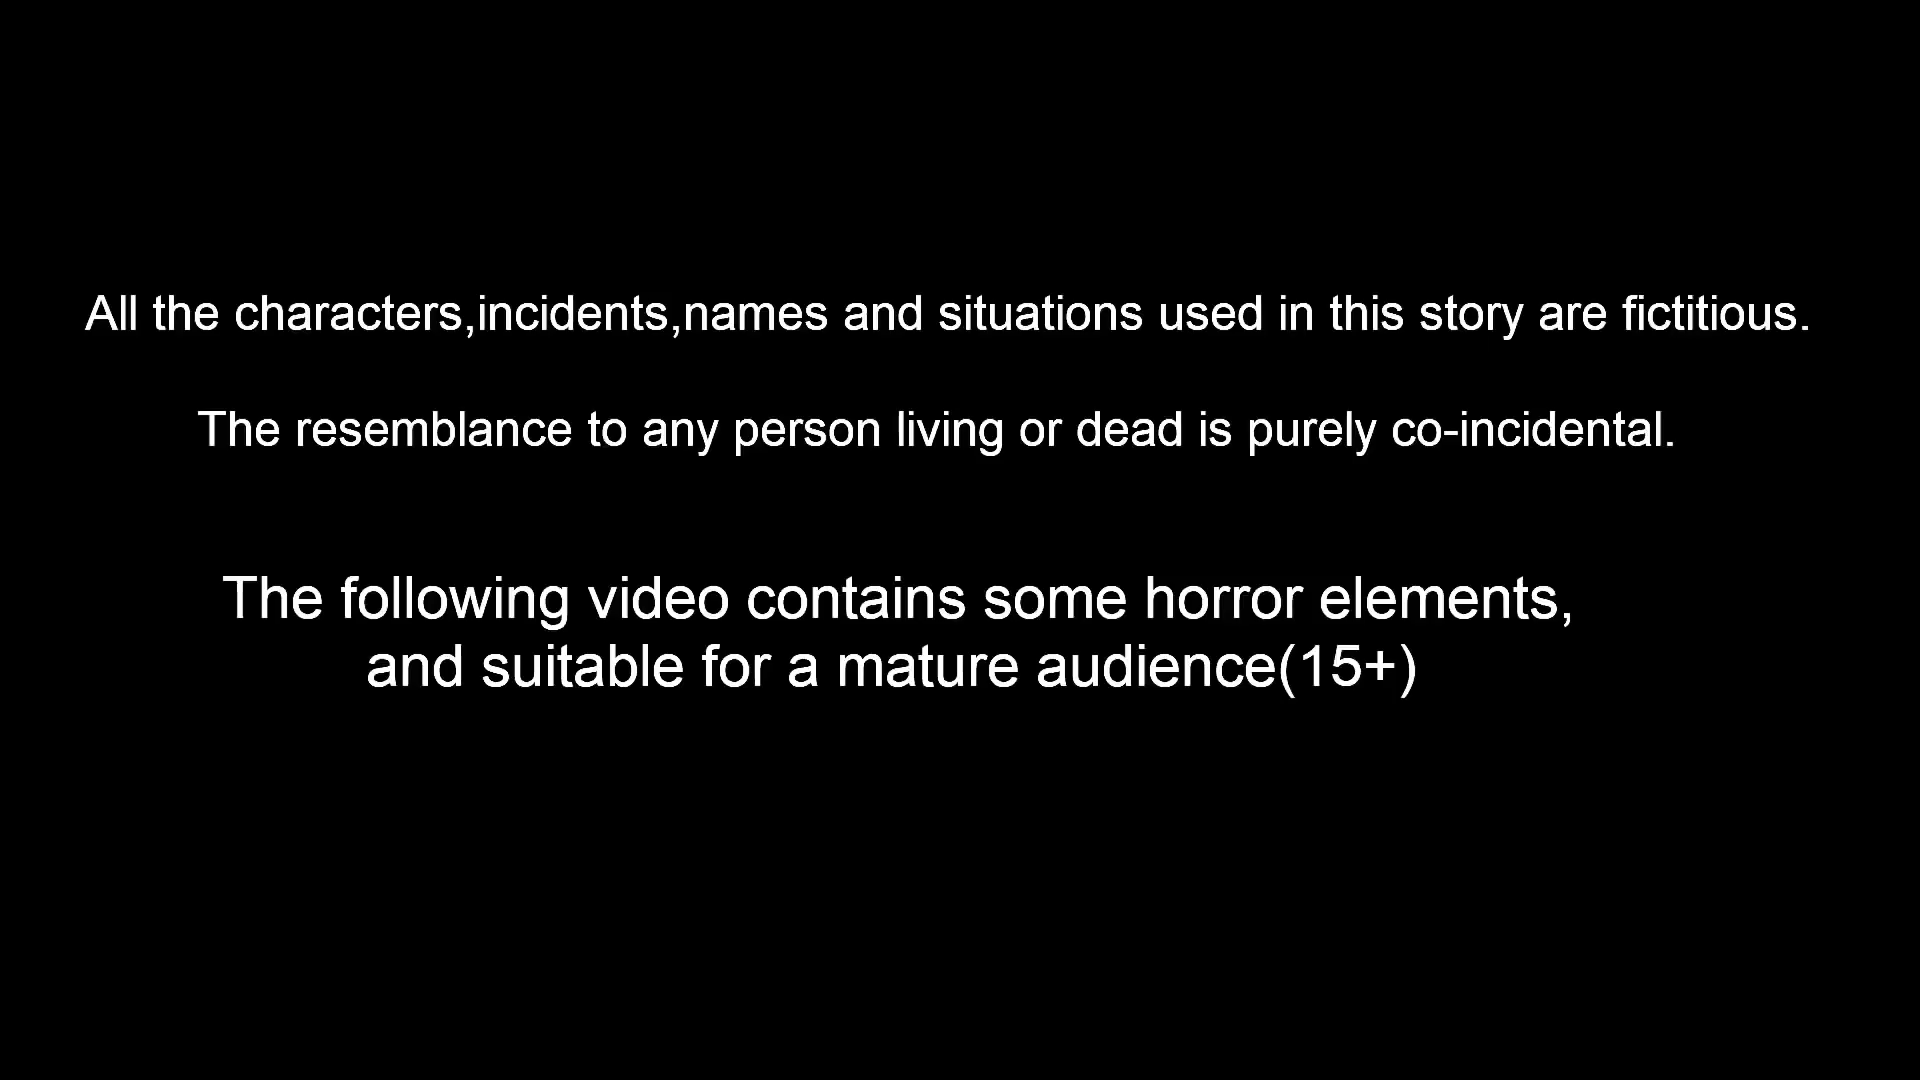 All the characters,incidents,names and situations used in this story are fictitious.
The resemblance to any person living or dead is purely co-incidental.
The following video contains some horror elements,
and suitable for a mature audience(15+)